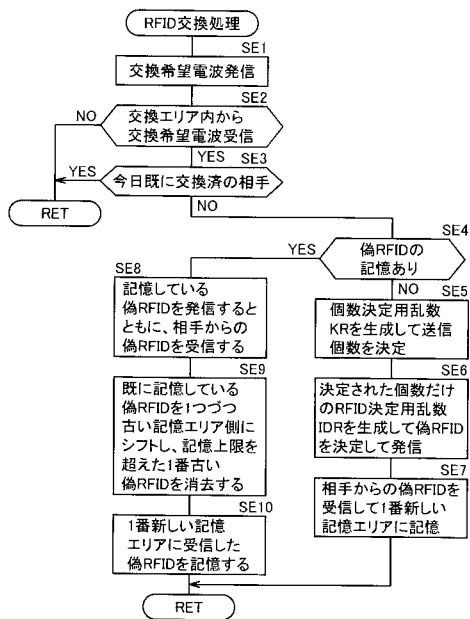 RFID交換処理
SE1
交換希望電波発信
SE2
交換エリア内から
交換希望電波受信
NO
YES
SE3
今日既に交換済の相手
YES
NO
RET
SE4
偽RFIDの
記憶あり
YES
NO
SE8
記憶している
偽RFIDを発信するとと
もに、相手からの
偽RFIDを受信する
SE9
既に記憶している
偽RFIDを1つづつ
古い記憶エリア側に
シフトし、記憶上限を
超えた1番古い
偽RFIDを消去する
SE10
1番新しい記憶
エリアに受信した
偽RFIDを記憶する
SE5
個数決定用乱数
KRを生成して送信
個数を決定
SE6
決定された個数だけ
のRFID決定用乱数
IDRを生成して偽RFID
を決定して発信
SE7
相手からの偽RFIDを
受信して1番新しい
記憶エリアに記憶
RET